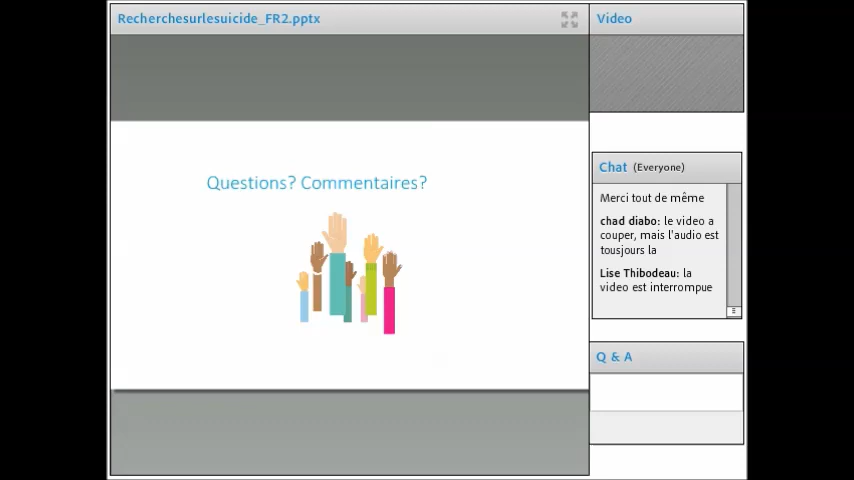 Recherchesurlesuicide_FR2.pptx
Questions? Commentaires?
Video
Chat (Everyone)
Merci tout de même
chad diabo: le video a
couper, mais l'audio est
tousjours la
Lise Thibodeau: la
video est interrompue
Q & A